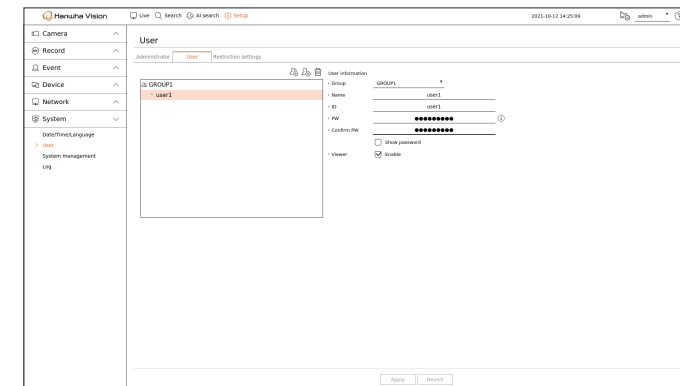 Hanwha Vision
Live Search AI search Setup 2021-10-12 14:25:09 admin
Camera
Record
Event
Device
Network
System
Date/Time/Language
> User
System management
Log
User
Administrator User Restriction settings
GROUP1
user1
User information
Group GROUP1
Name user1
ID user1
PW ●●●●●●●●●
Confirm PW ●●●●●●●●●
Show password
Viewer Enable
Apply Revert